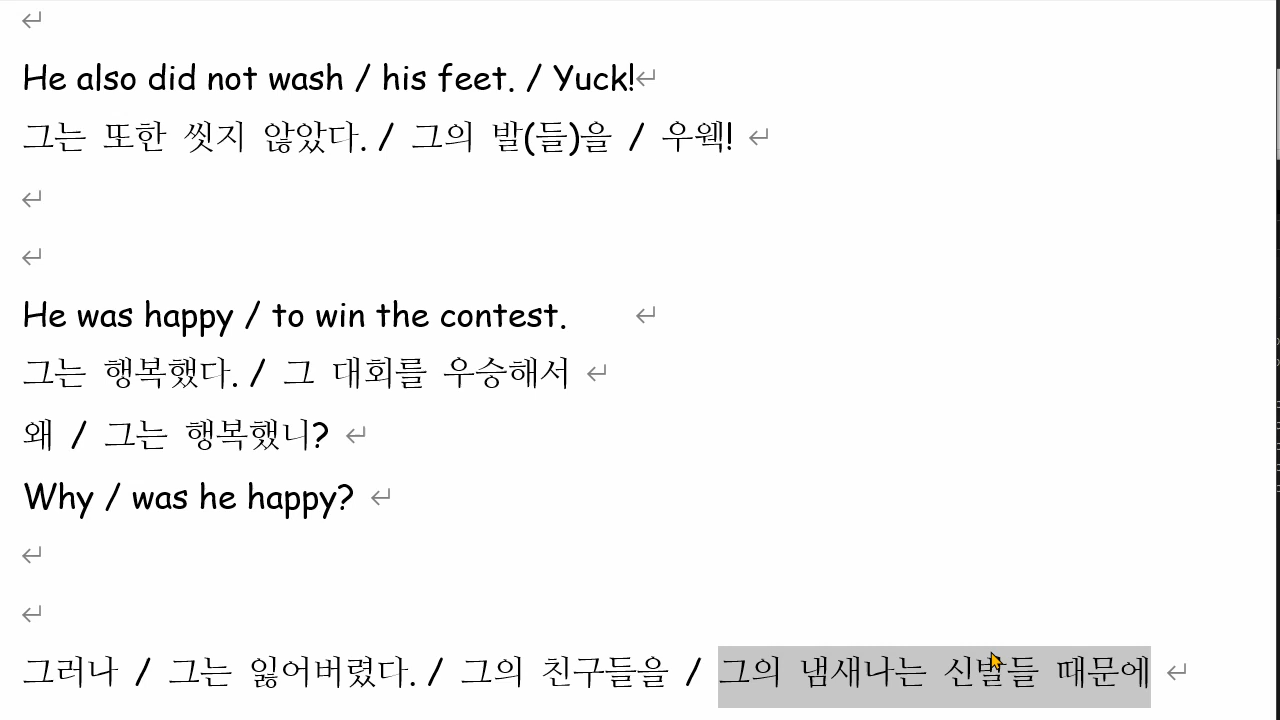 He also did not wash / his feet. / Yuck!
그는 또한 씻지 않았다. / 그의 발(들)을 / 우웩!
He was happy / to win the contest.
그는 행복했다. / 그 대회를 우승해서
왜 / 그는 행복했니?
Why / was he happy?
그러나 / 그는 잃어버렸다. / 그의 친구들을 / 그의 냄새나는 신발들 때문에